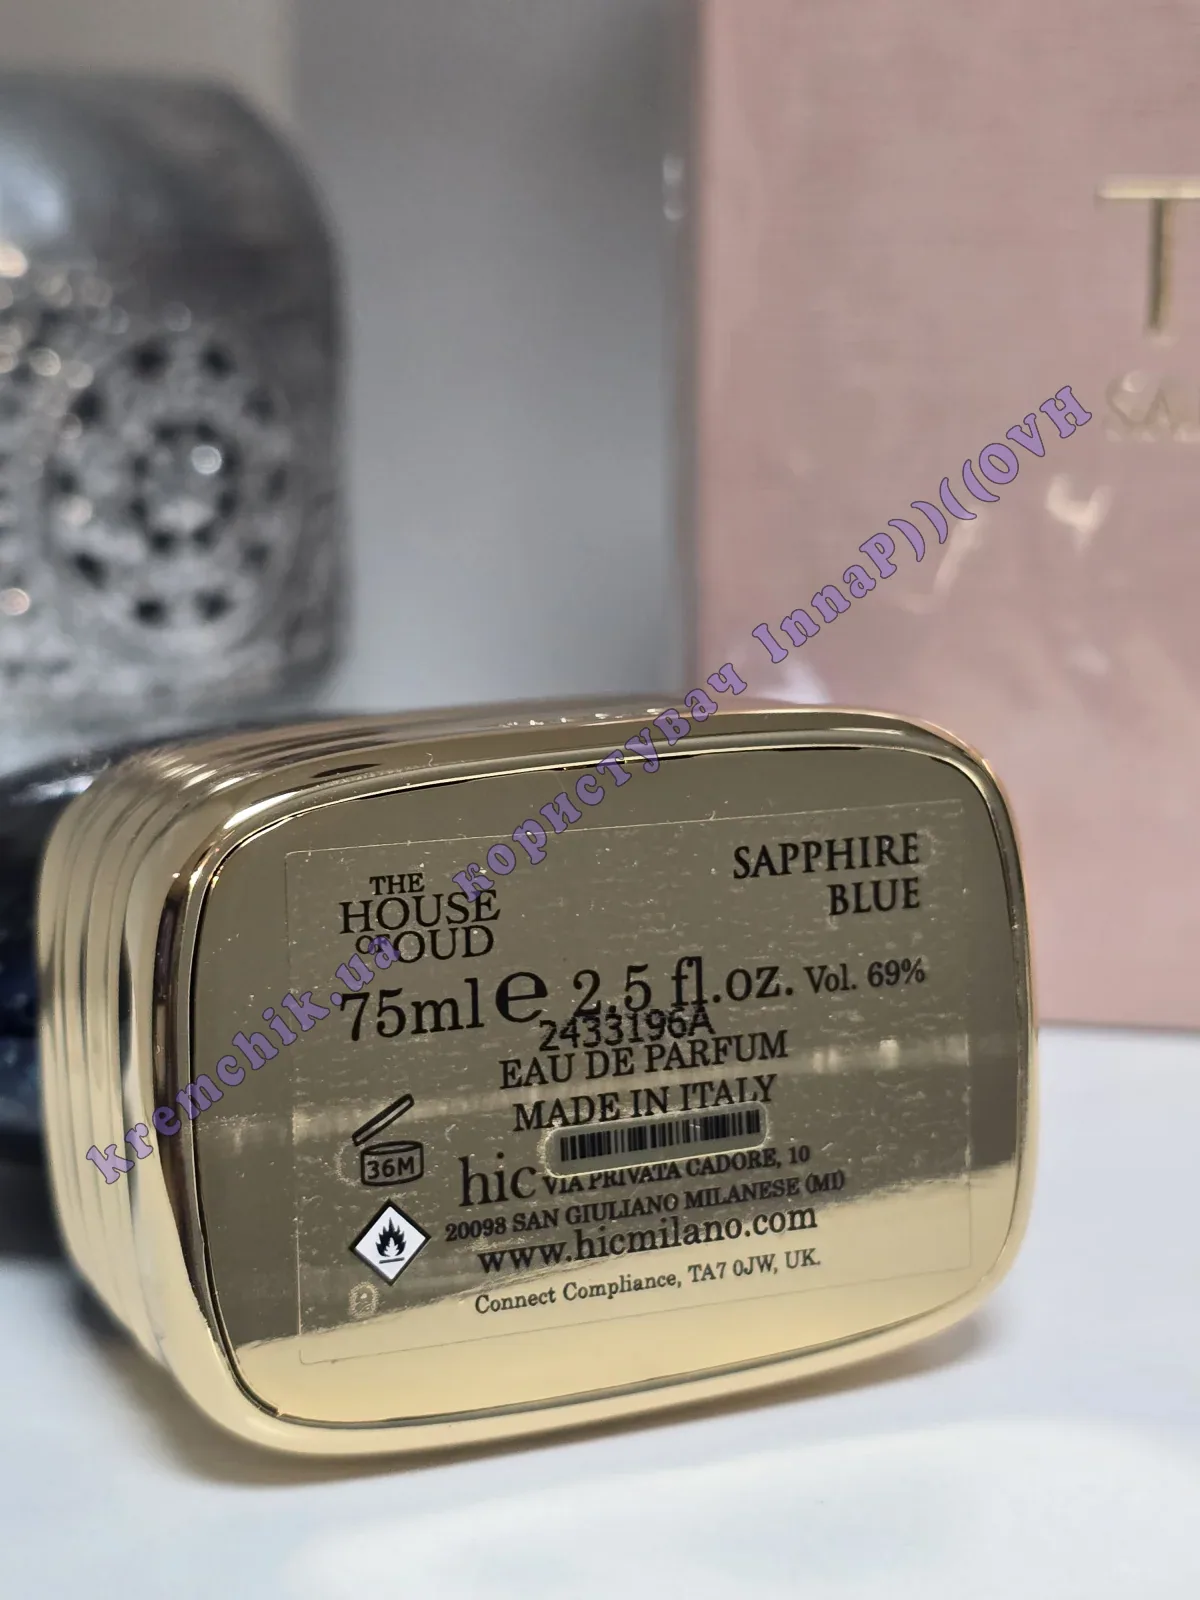 T
SA
kremchik.ua користувач InnaP))((OVH
THE
HOUSE
OF OUD
SAPPHIRE
BLUE
75ml e 2.5 fl.oz. Vol. 69%
2433196A
EAU DE PARFUM
MADE IN ITALY
36M
hic VIA PRIVATA CADORE, 10
20098 SAN GIULIANO MILANESE (MI)
www.hicmilano.com
Connect Compliance, TA7 0JW, UK.